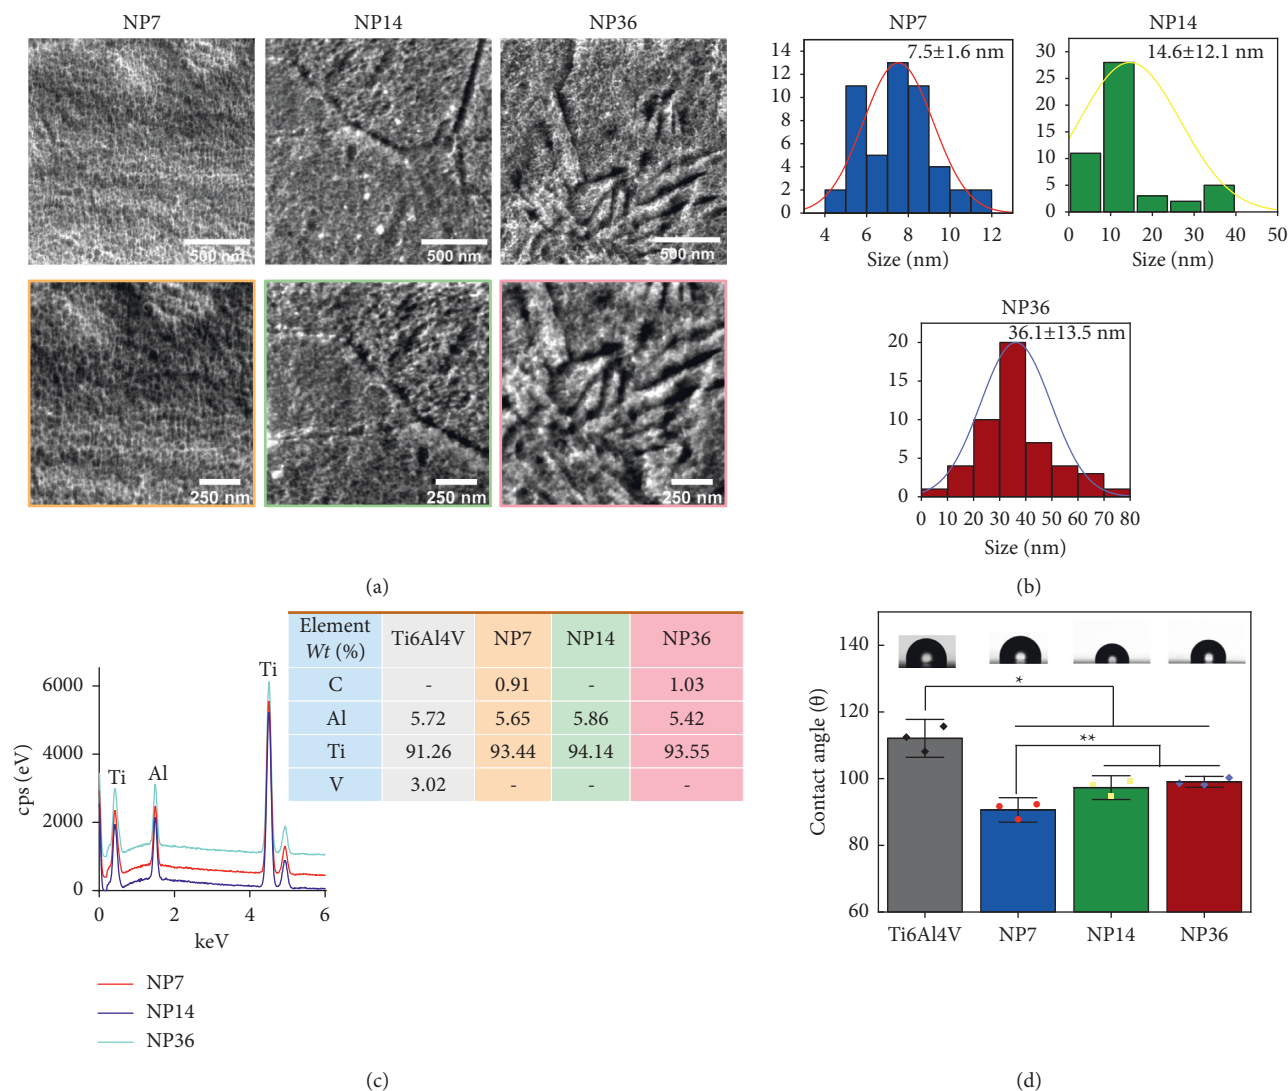 NP7 NP14 NP36
500 nm 500 nm 500 nm
250 nm 250 nm 250 nm
(a)
NP7
7.5±1.6 nm
14
12
10
8
6
4
2
0
4 6 8 10 12
Size (nm)
NP14
14.6±12.1 nm
30
25
20
15
10
5
0
0 10 20 30 40 50
Size (nm)
NP36
36.1±13.5 nm
20
15
10
5
0
0 10 20 30 40 50 60 70 80
Size (nm)
(b)
Element Wt (%) Ti6Al4V NP7 NP14 NP36
C - 0.91 - 1.03
Al 5.72 5.65 5.86 5.42
Ti 91.26 93.44 94.14 93.55
V 3.02 - - -
cps (eV)
6000
4000
2000
0
Ti Al Ti
0 2 4 6
keV
NP7
NP14
NP36
(c)
Contact angle (θ)
140
120
100
80
60
*
**
Ti6Al4V NP7 NP14 NP36
(d)